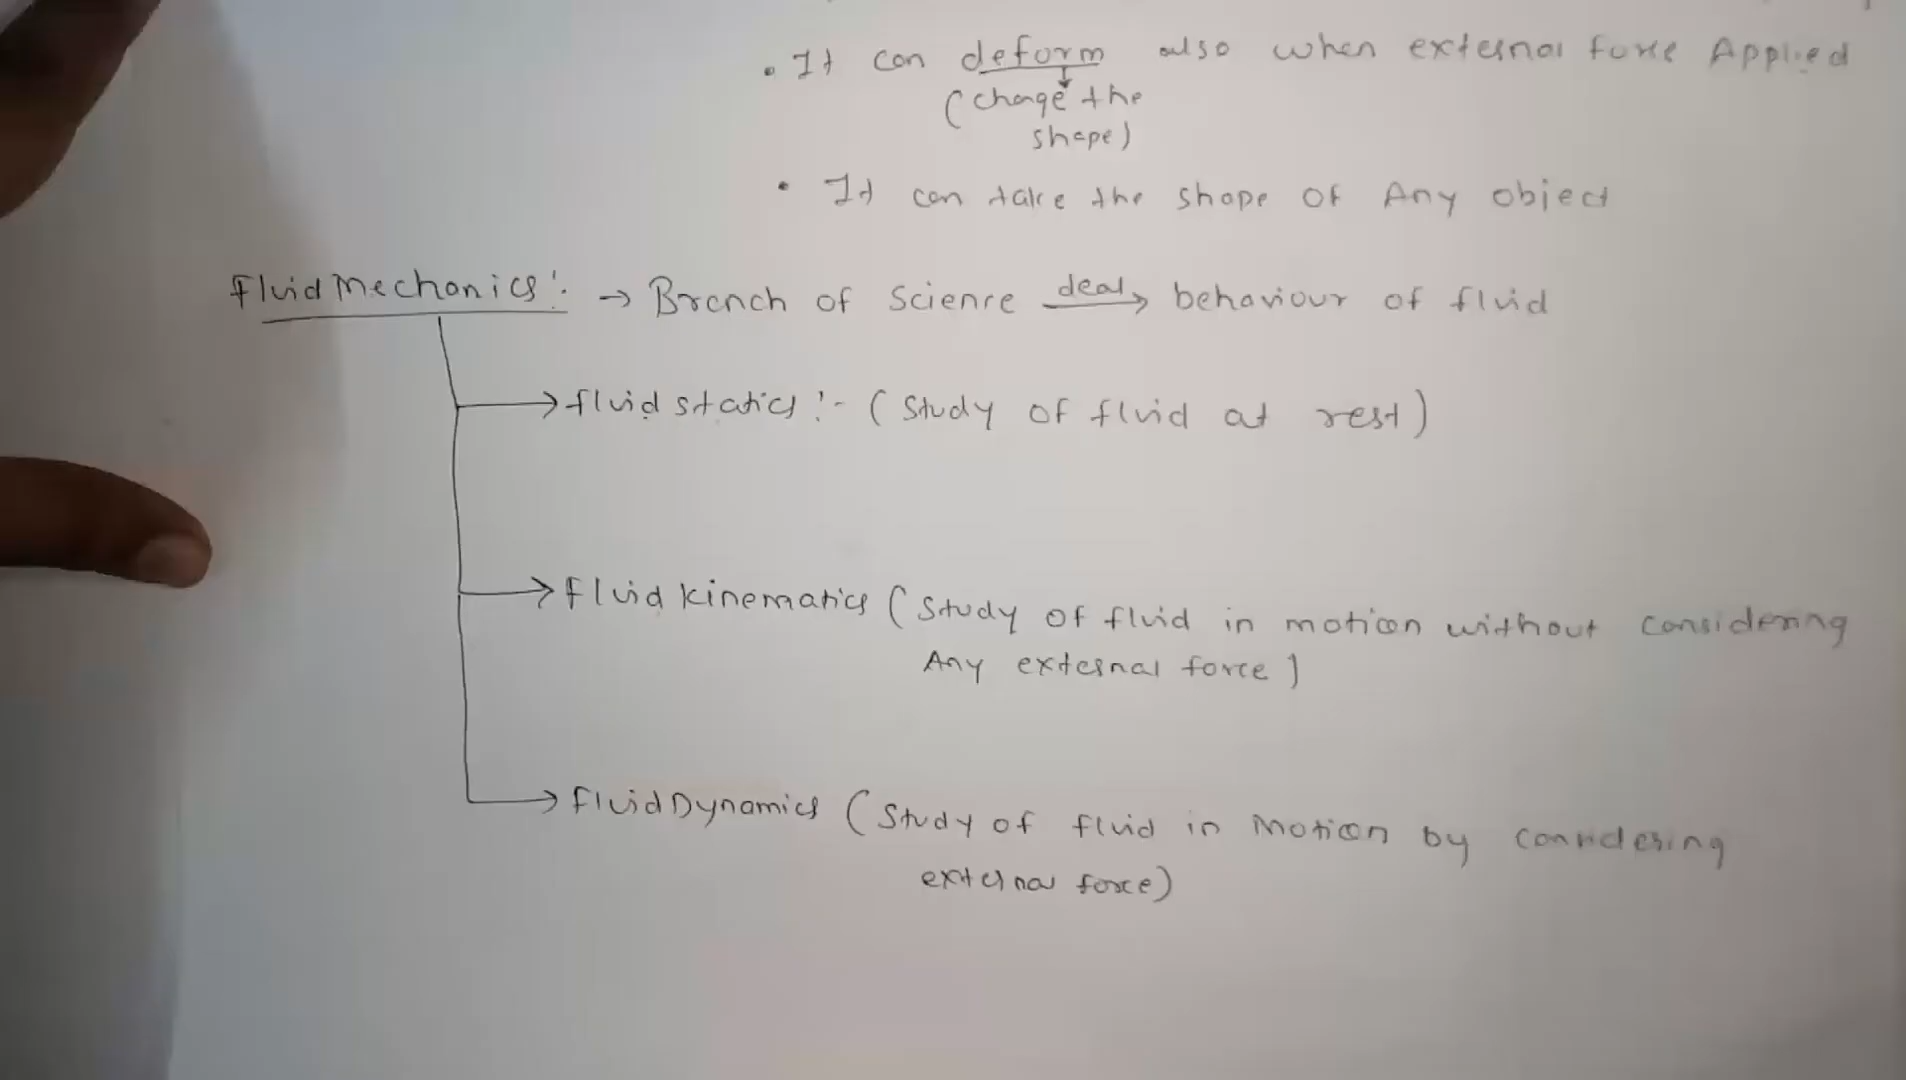 • It can deform also when external force Applied
(change the
shape)
• It can take the shape of Any object
Fluid Mechanics :- → Branch of Science deal → behaviour of fluid
→ fluid statics :- (Study of fluid at rest)
→ fluid kinematics (Study of fluid in motion without considering
Any external force)
→ Fluid Dynamics (Study of fluid in Motion by considering
external force)